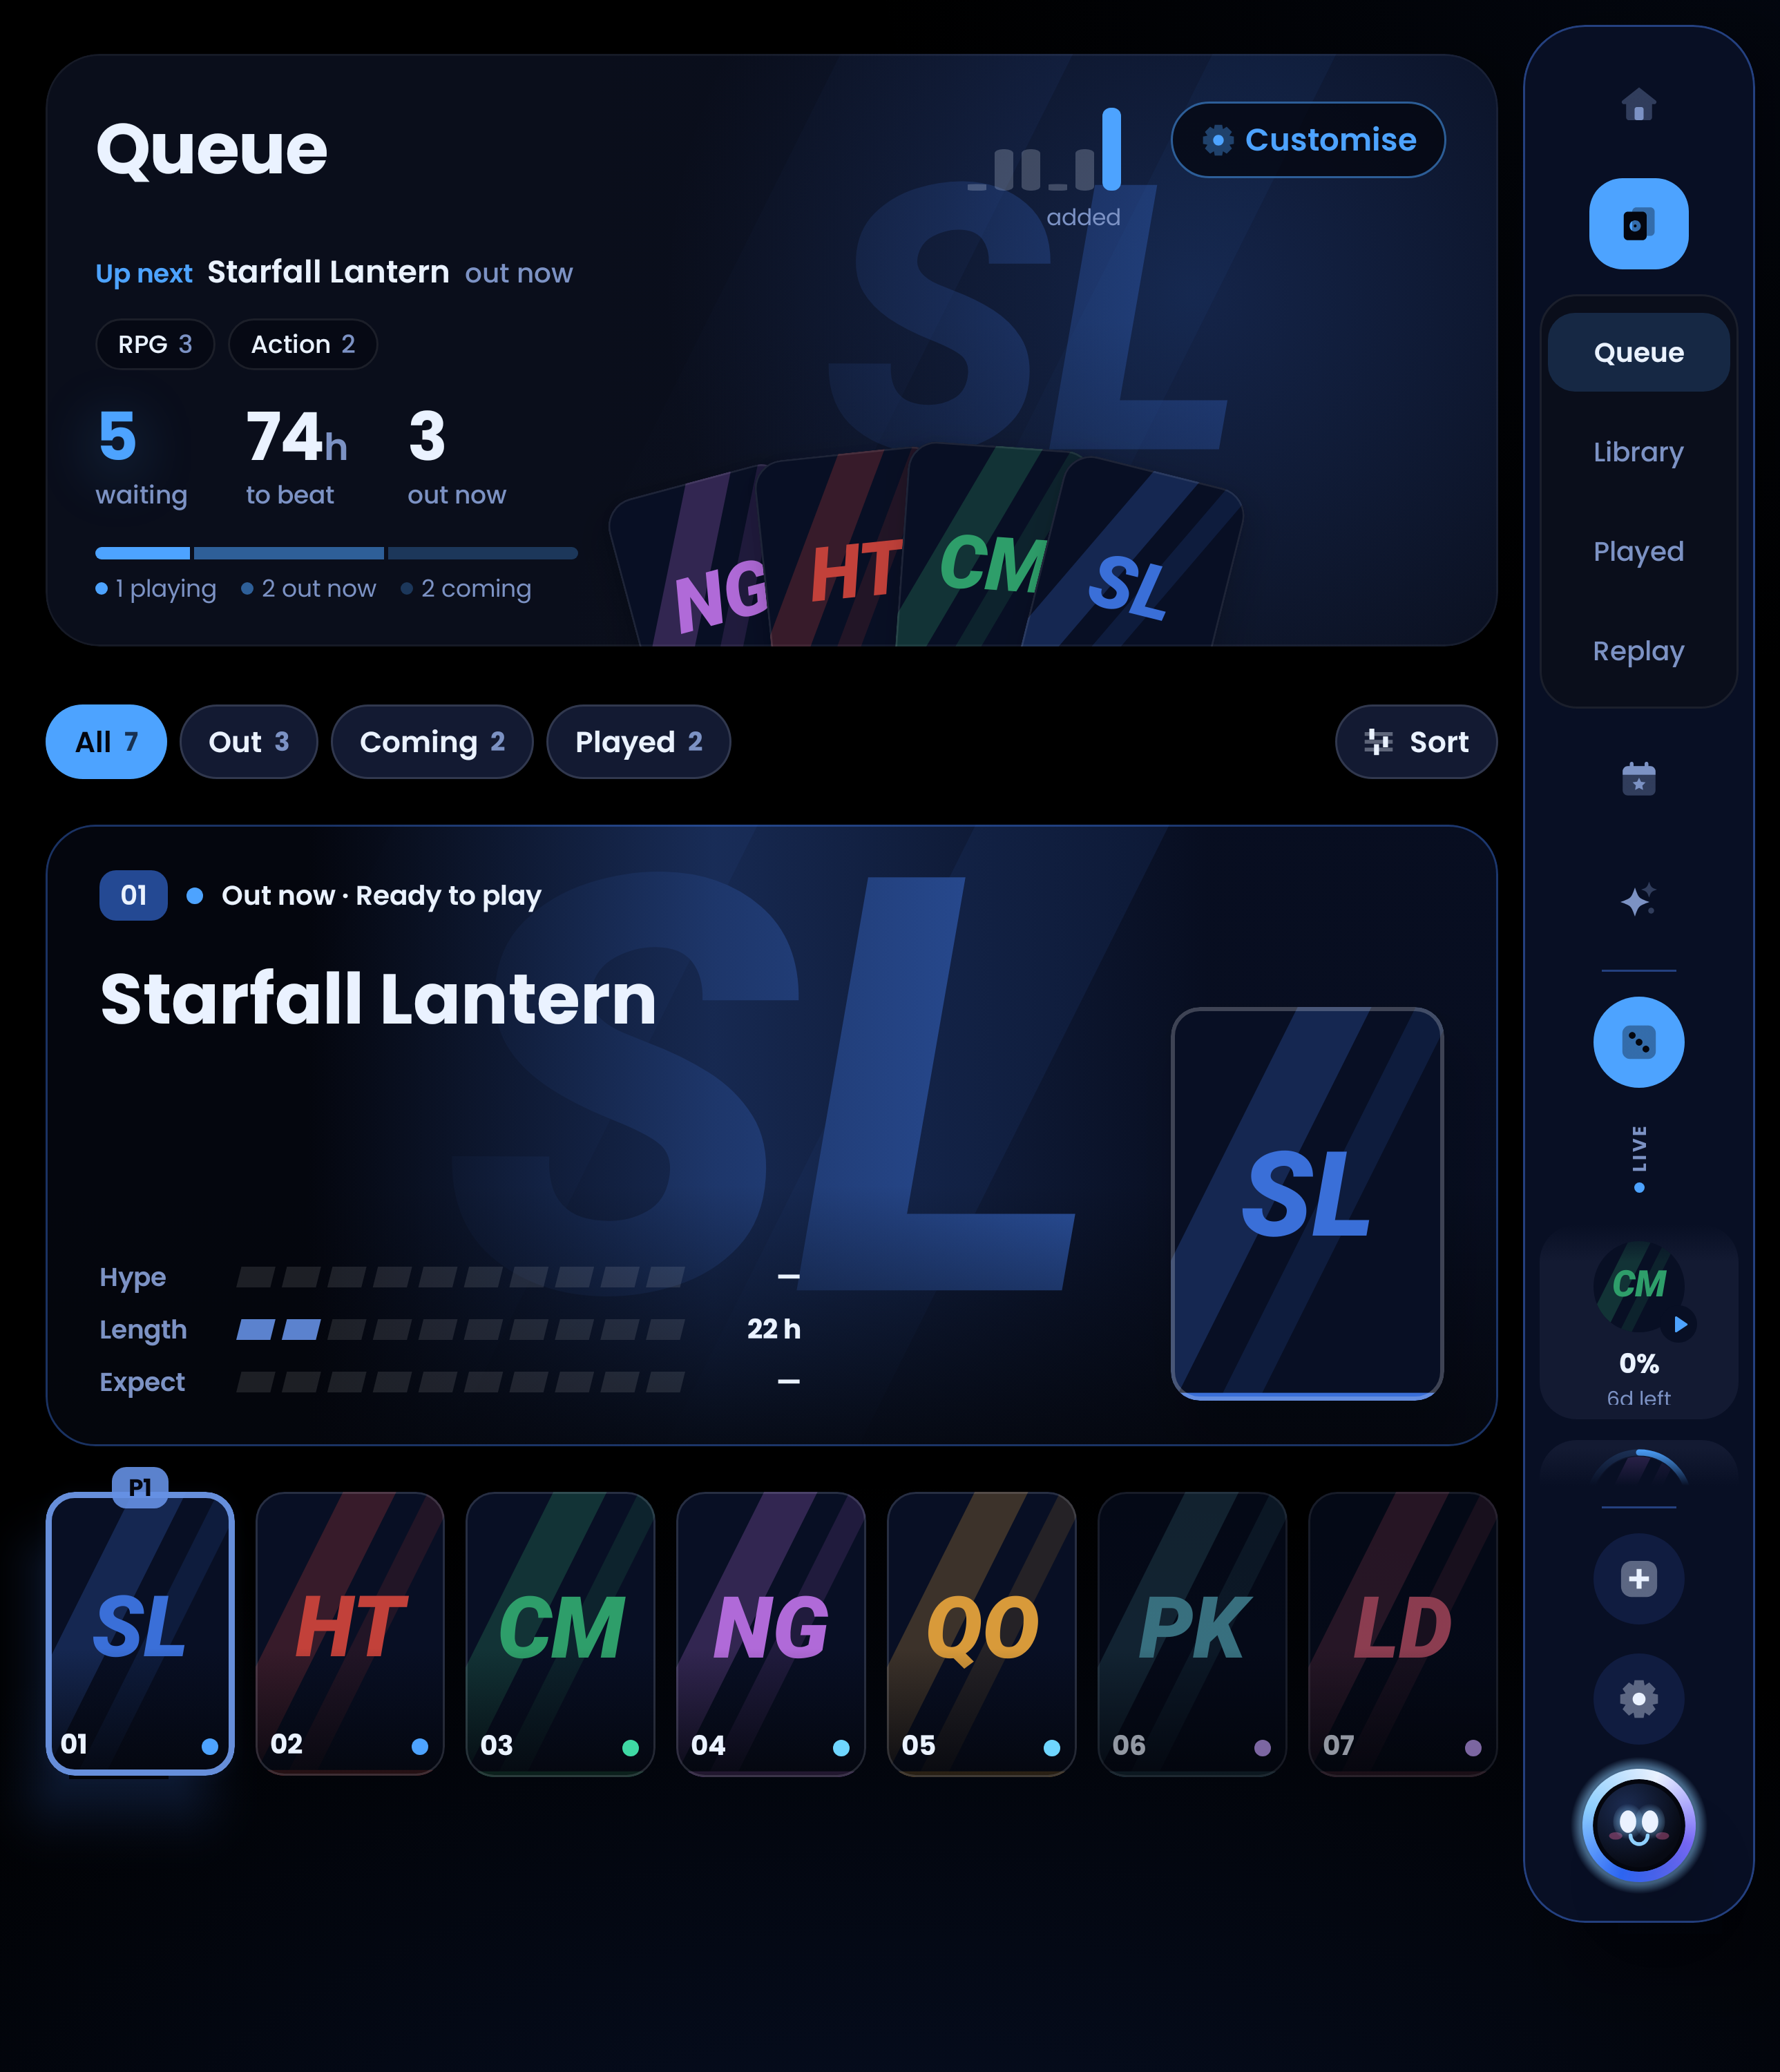 Queue
Customise
SL
added
Up next Starfall Lantern out now
RPG 3 Action 2
5 74h 3
waiting to beat out now
NG HT CM SL
1 playing 2 out now 2 coming
All 7 Out 3 Coming 2 Played 2 Sort
01 Out now · Ready to play
Starfall Lantern
SL
SL
Hype —
Length 22 h
Expect —
P1
SL HT CM NG QO PK LD
01 02 03 04 05 06 07
Queue
Library
Played
Replay
LIVE
CM
0%
6d left